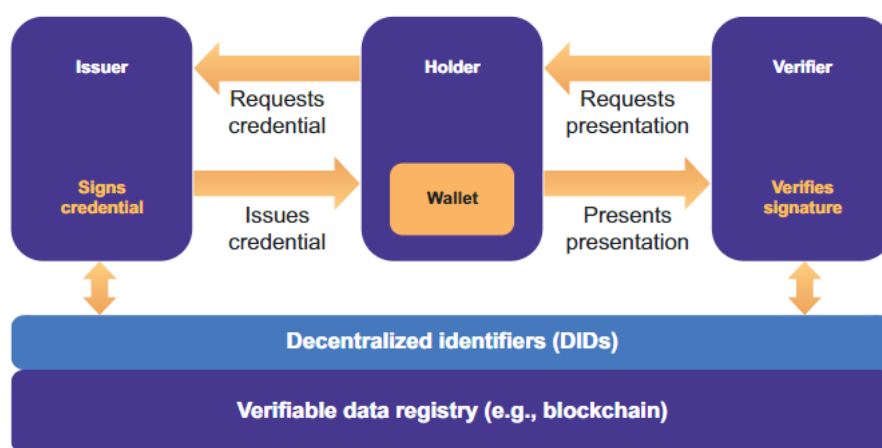 Issuer
Holder
Verifier
Requests
credential
Requests
presentation
Signs
credential
Wallet
Verifies
signature
Issues
credential
Presents
presentation
Decentralized identifiers (DIDs)
Verifiable data registry (e.g., blockchain)